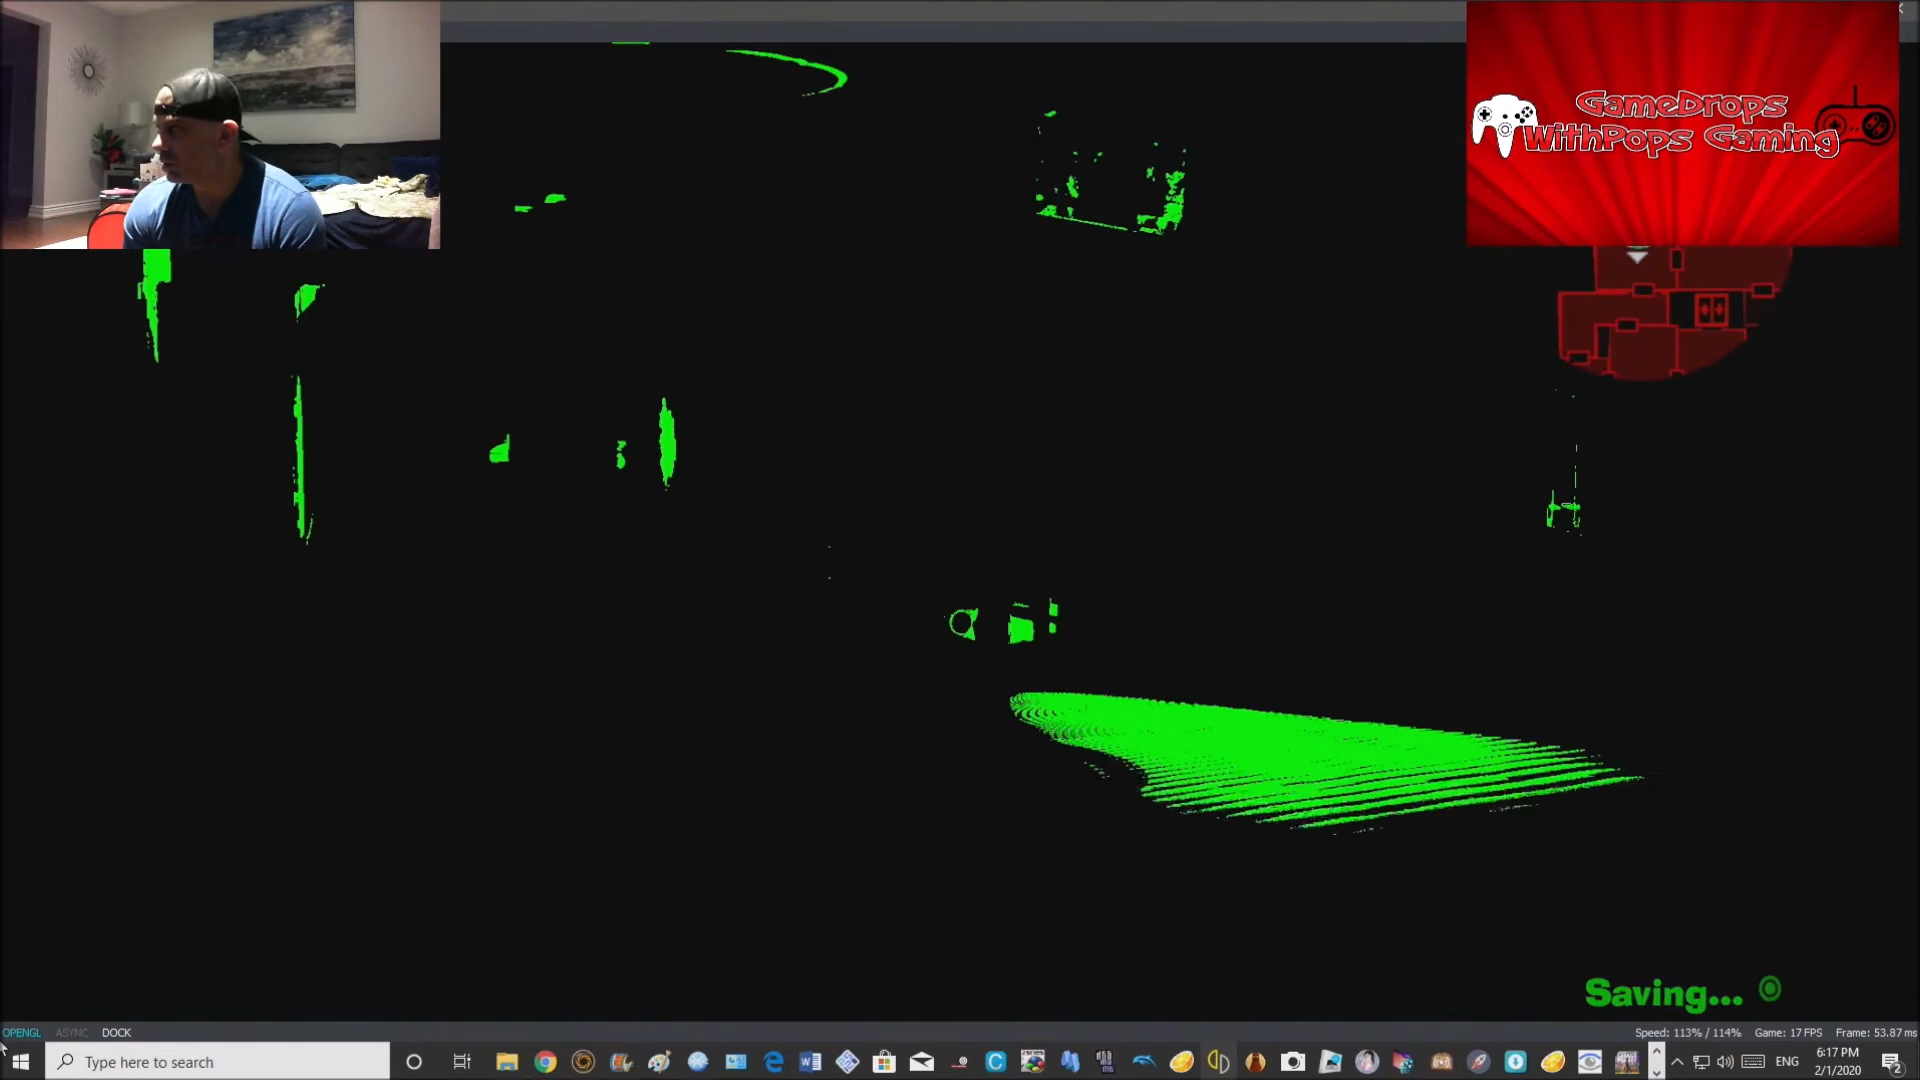 GameDrops
WithPops Gaming
Saving...
OPENGL ASYNC DOCK
Speed: 113% / 114% Game: 17 FPS Frame: 53.87 ms
Type here to search
ENG
6:17 PM
2/1/2020
2